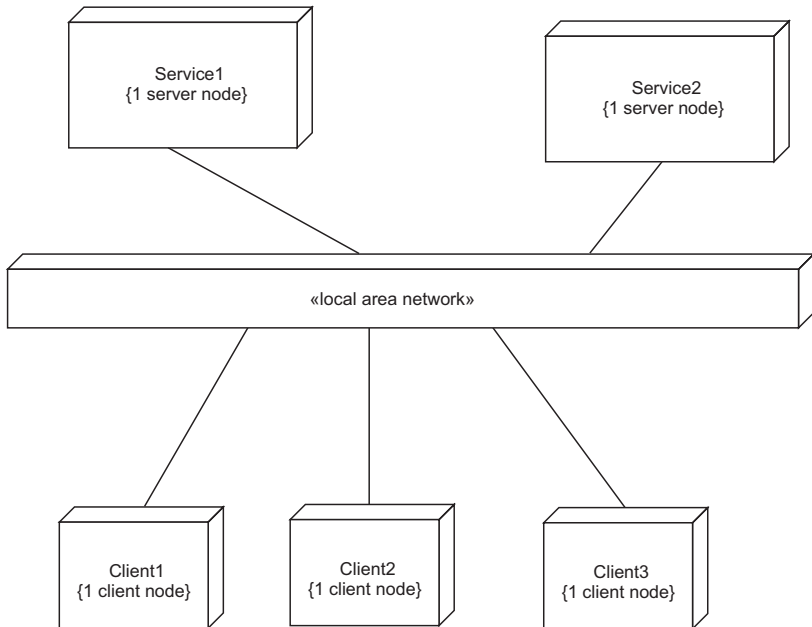 Service1
{1 server node}
Service2
{1 server node}
«local area network»
Client1
{1 client node}
Client2
{1 client node}
Client3
{1 client node}